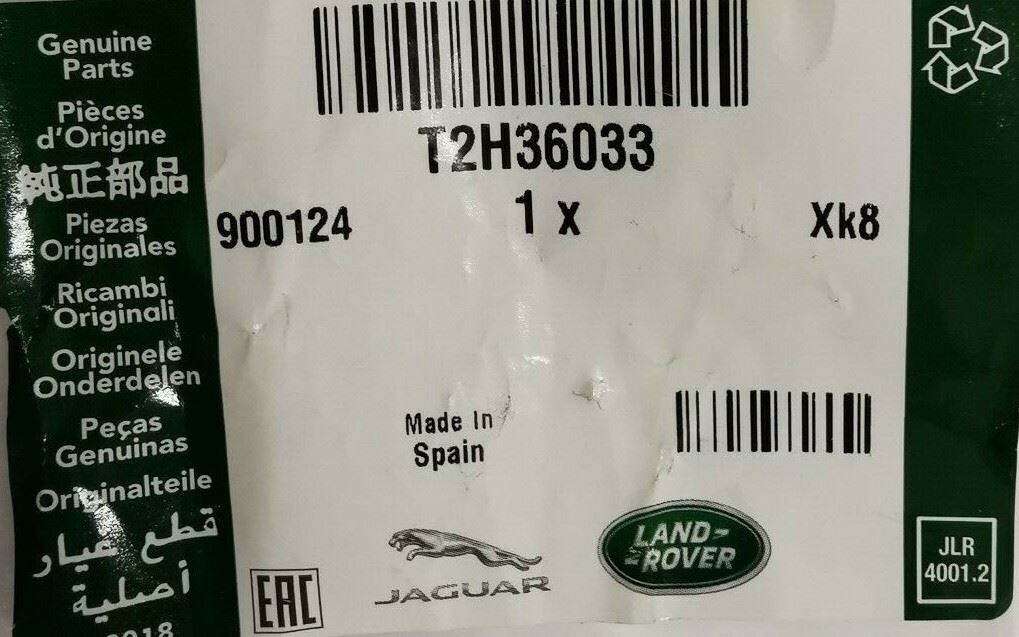 Genuine
Parts
Pièces
d'Origine
純正部品
Piezas
Originales
Ricambi
Originali
Originele
Onderdelen
Peças
Genuinas
Originalteile
قطع غيار
أصلية
T2H36033
900124
1 x
Xk8
Made In
Spain
JAGUAR
LAND-
ROVER
EAC
JLR
4001.2